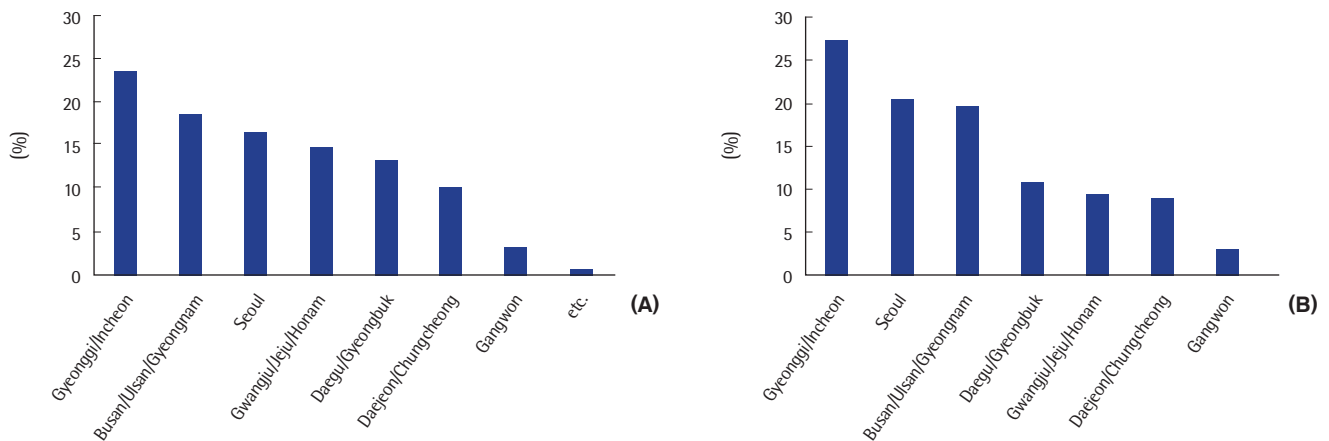 30
25
20
15
10
5
0
(%)
Gyeonggi/Incheon
Busan/Ulsan/Gyeongnam
Seoul
Gwangju/Jeju/Honam
Daegu/Gyeongbuk
Daejeon/Chungcheong
Gangwon
etc.
(A)
30
25
20
15
10
5
0
(%)
Gyeonggi/Incheon
Seoul
Busan/Ulsan/Gyeongnam
Daegu/Gyeongbuk
Gwangju/Jeju/Honam
Daejeon/Chungcheong
Gangwon
(B)